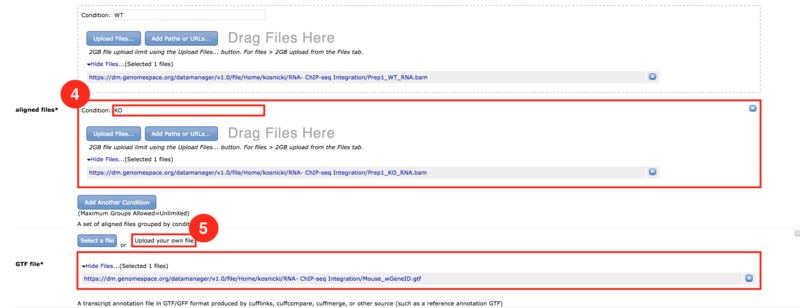 Condition: WT
Upload Files... Add Paths or URLs... Drag Files Here
2GB file upload limit using the Upload Files... button. For files > 2GB upload from the Files tab.
Hide Files...(Selected 1 files)
https://dm.genomespace.org/datamanager/v1.0/file/Home/kosnicki/RNA- ChIP-seq Integration/Prep1_WT_RNA.bam
4
aligned files*
Condition: KO
Upload Files... Add Paths or URLs... Drag Files Here
2GB file upload limit using the Upload Files... button. For files > 2GB upload from the Files tab.
Hide Files...(Selected 1 files)
https://dm.genomespace.org/datamanager/v1.0/file/Home/kosnicki/RNA- ChIP-seq Integration/Prep1_KO_RNA.bam
Add Another Condition
(Maximum Groups Allowed=Unlimited)
A set of aligned files grouped by condit
5
Select a file or Upload your own file
GTF file*
Hide Files...(Selected 1 files)
https://dm.genomespace.org/datamanager/v1.0/file/Home/kosnicki/RNA- ChIP-seq Integration/Mouse_wGeneID.gtf
A transcript annotation file in GTF/GFF format produced by cufflinks, cuffcompare, cuffmerge, or other source (such as a reference annotation GTF)